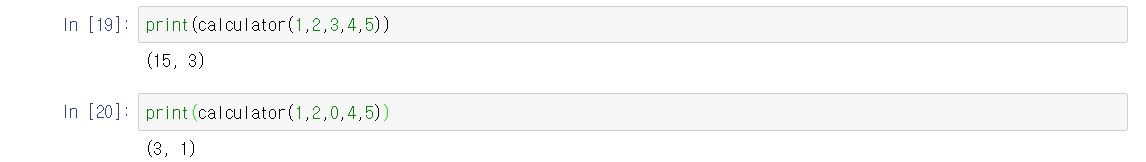 In [19]: print(calculator(1,2,3,4,5))
(15, 3)
In [20]: print(calculator(1,2,0,4,5))
(3, 1)